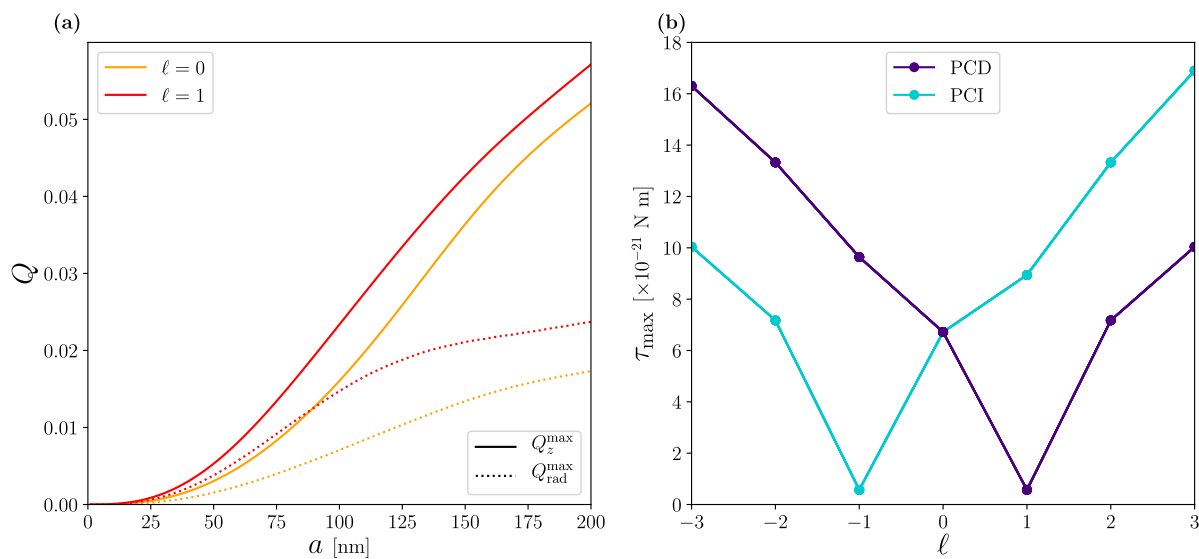 (a)
ℓ = 0
ℓ = 1
Q
0.05
0.04
0.03
0.02
0.01
0.00
Q_z^max
Q_rad^max
0 25 50 75 100 125 150 175 200
a [nm]
(b)
PCD
PCI
τ_max [×10^−21 N m]
18
16
14
12
10
8
6
4
2
0
−3 −2 −1 0 1 2 3
ℓ